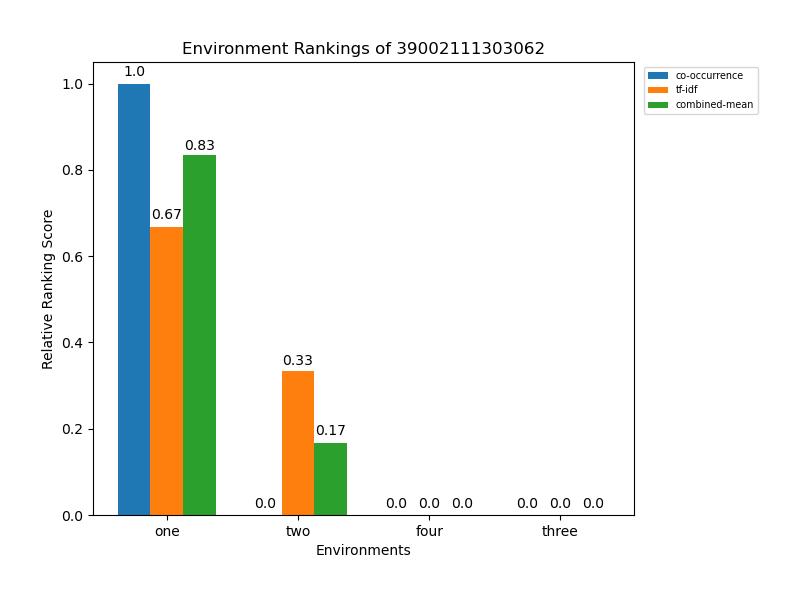 Environment Rankings of 39002111303062
co-occurrence
tf-idf
combined-mean
Relative Ranking Score
1.0
0.8
0.6
0.4
0.2
0.0
1.0
0.67
0.83
0.0
0.33
0.17
0.0 0.0 0.0
0.0 0.0 0.0
one two four three
Environments